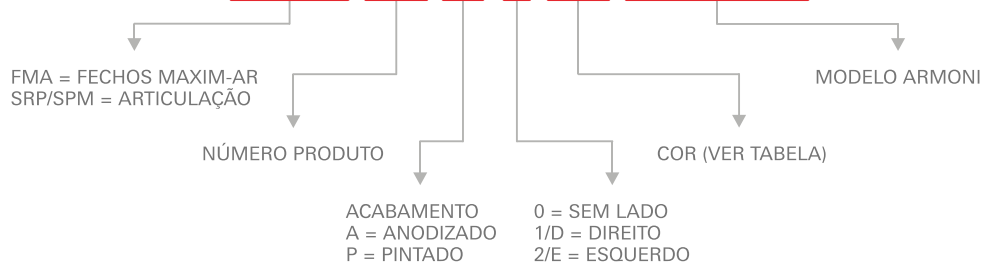 FMA = FECHOS MAXIM-AR
SRP/SPM = ARTICULAÇÃO
MODELO ARMONI
NÚMERO PRODUTO
COR (VER TABELA)
ACABAMENTO
A = ANODIZADO
P = PINTADO
0 = SEM LADO
1/D = DIREITO
2/E = ESQUERDO